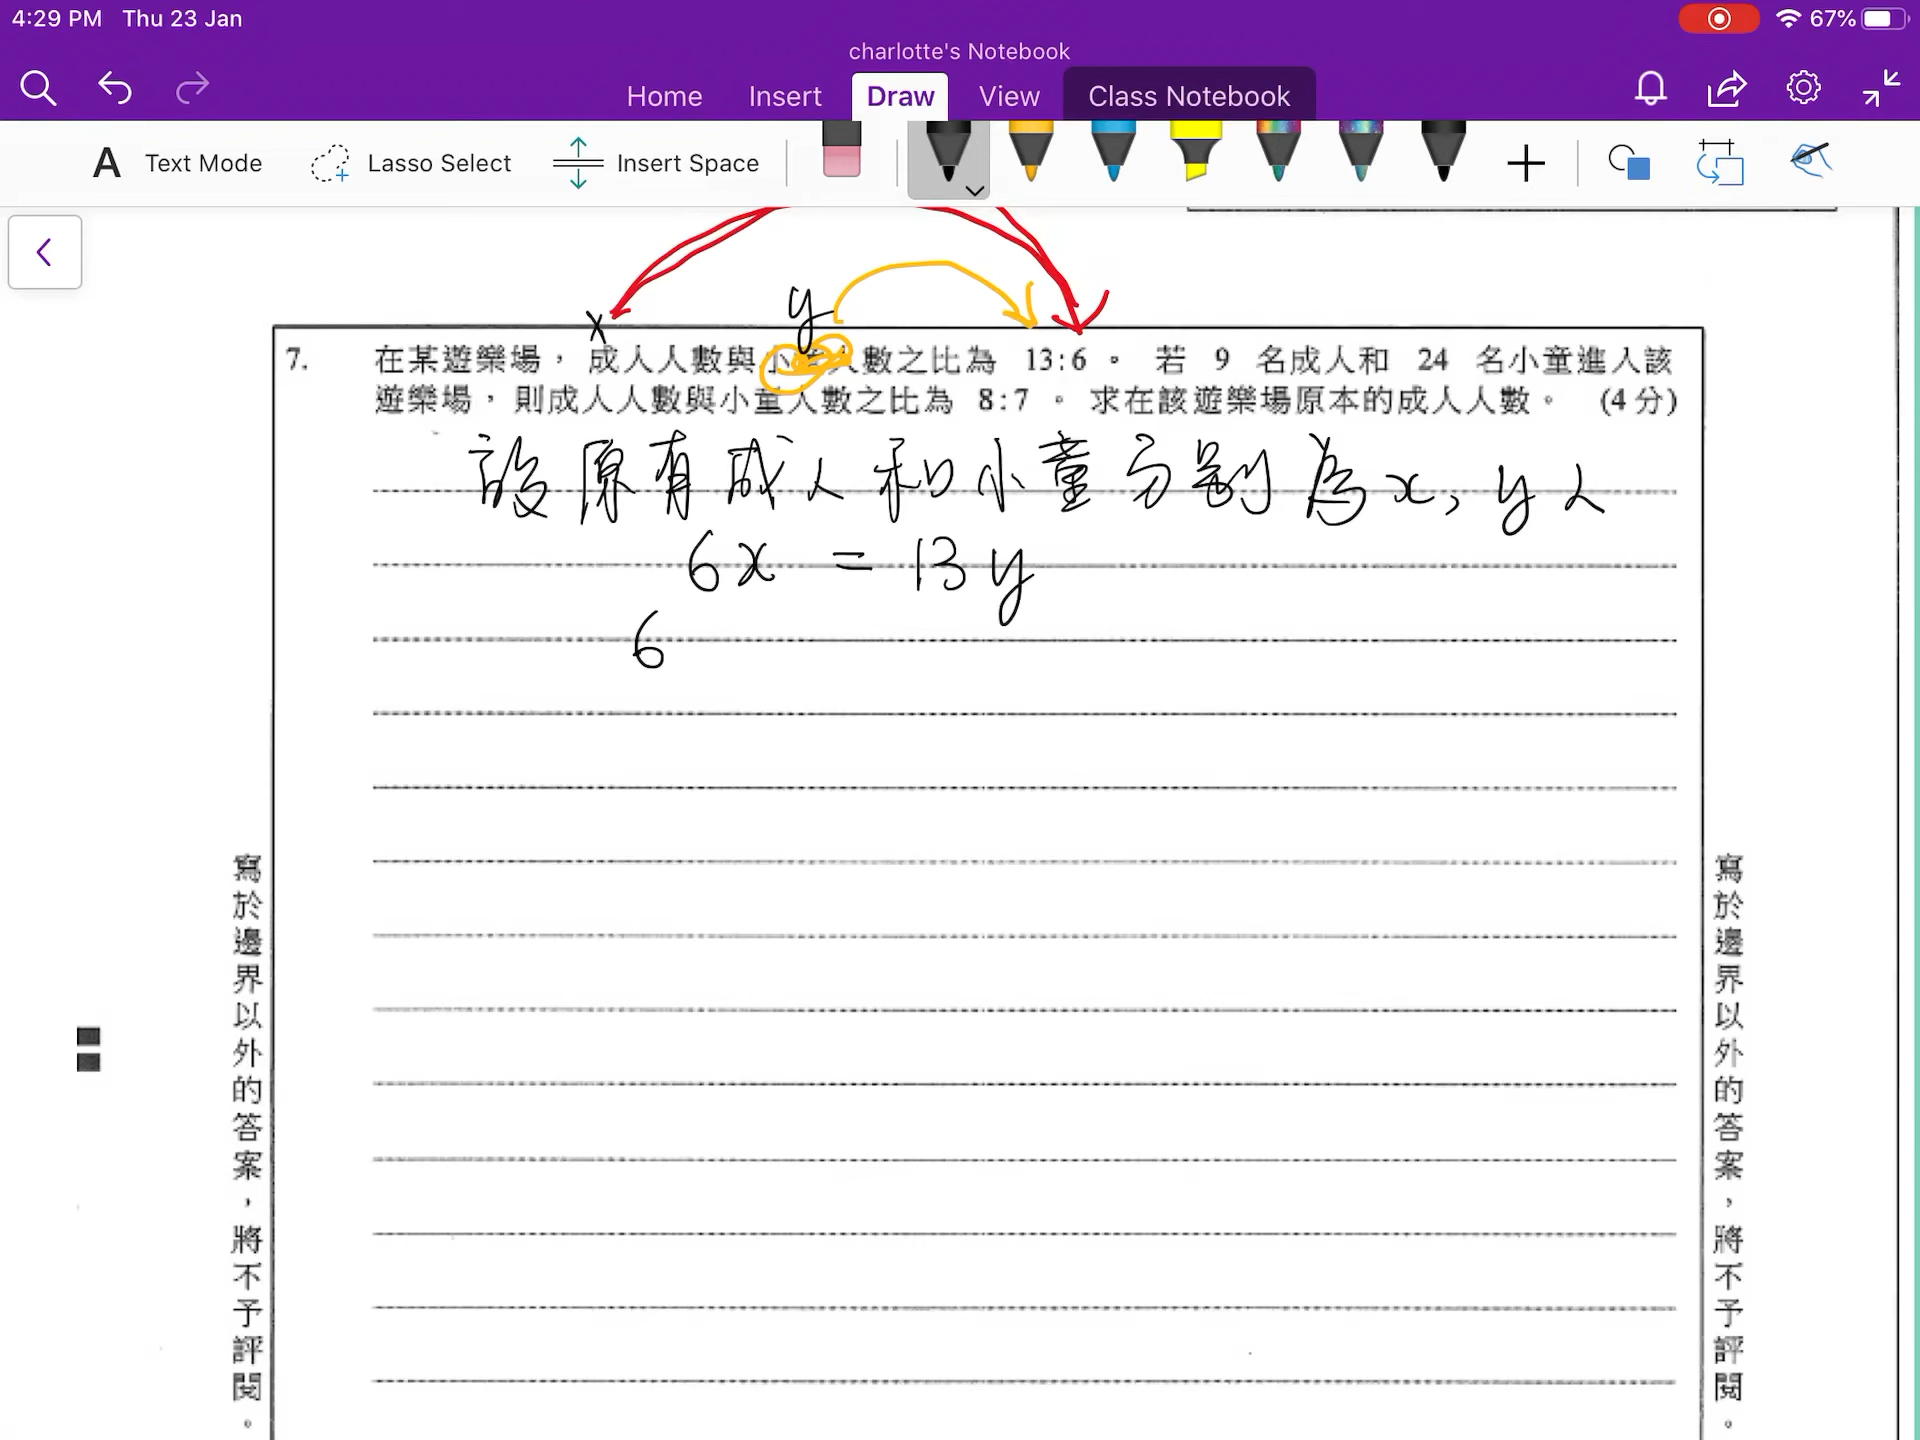 4:29 PM Thu 23 Jan
67%
charlotte's Notebook
Home Insert Draw View Class Notebook
A Text Mode Lasso Select Insert Space
x
y
7. 在某遊樂場，成人人數與小童人數之比為 13:6 。 若 9 名成人和 24 名小童進入該
遊樂場，則成人人數與小童人數之比為 8:7 。 求在該遊樂場原本的成人人數。 (4 分)
設原有成人和小童分別為x, y人
6x = 13y
6
寫於邊界以外的答案，將不予評閱。
寫於邊界以外的答案，將不予評閱。